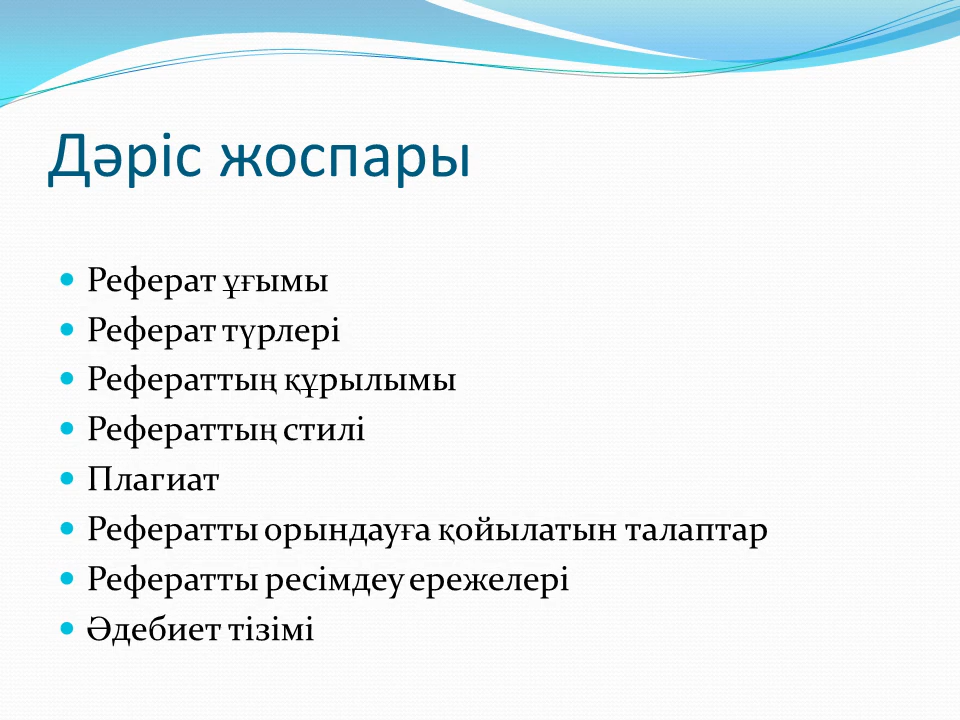 Дәріс жоспары
Реферат ұғымы
Реферат түрлері
Рефераттың құрылымы
Рефераттың стилі
Плагиат
Рефератты орындауға қойылатын талаптар
Рефератты ресімдеу ережелері
Әдебиет тізімі